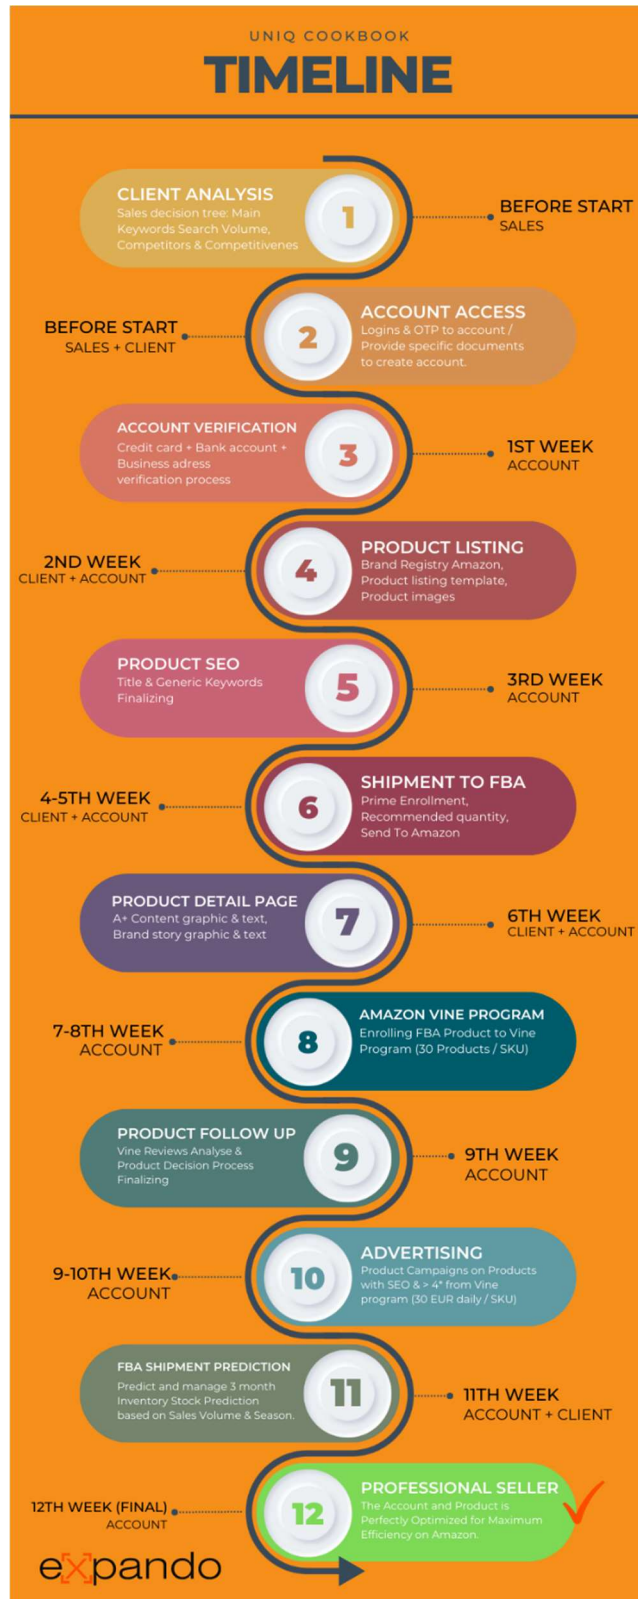 UNIQ COOKBOOK
TIMELINE
CLIENT ANALYSIS
Sales decision tree: Main
Keywords Search Volume,
Competitors & Competitivenes
1
BEFORE START
SALES
BEFORE START
SALES + CLIENT
2
ACCOUNT ACCESS
Logins & OTP to account /
Provide specific documents
to create account.
ACCOUNT VERIFICATION
Credit card + Bank account +
Business adress
verification process
3
1ST WEEK
ACCOUNT
2ND WEEK
CLIENT + ACCOUNT
4
PRODUCT LISTING
Brand Registry Amazon,
Product listing template,
Product images
PRODUCT SEO
Title & Generic Keywords
Finalizing
5
3RD WEEK
ACCOUNT
4-5TH WEEK
CLIENT + ACCOUNT
6
SHIPMENT TO FBA
Prime Enrollment,
Recommended quantity,
Send To Amazon
PRODUCT DETAIL PAGE
A+ Content graphic & text,
Brand story graphic & text
7
6TH WEEK
CLIENT + ACCOUNT
7-8TH WEEK
ACCOUNT
8
AMAZON VINE PROGRAM
Enrolling FBA Product to Vine
Program (30 Products / SKU)
PRODUCT FOLLOW UP
Vine Reviews Analyse &
Product Decision Process
Finalizing
9
9TH WEEK
ACCOUNT
9-10TH WEEK
ACCOUNT
10
ADVERTISING
Product Campaigns on Products
with SEO & > 4* from Vine
program (30 EUR daily / SKU)
FBA SHIPMENT PREDICTION
Predict and manage 3 month
Inventory Stock Prediction
based on Sales Volume & Season.
11
11TH WEEK
ACCOUNT + CLIENT
12TH WEEK (FINAL)
ACCOUNT
12
PROFESSIONAL SELLER
The Account and Product is
Perfectly Optimized for Maximum
Efficiency on Amazon.
expando